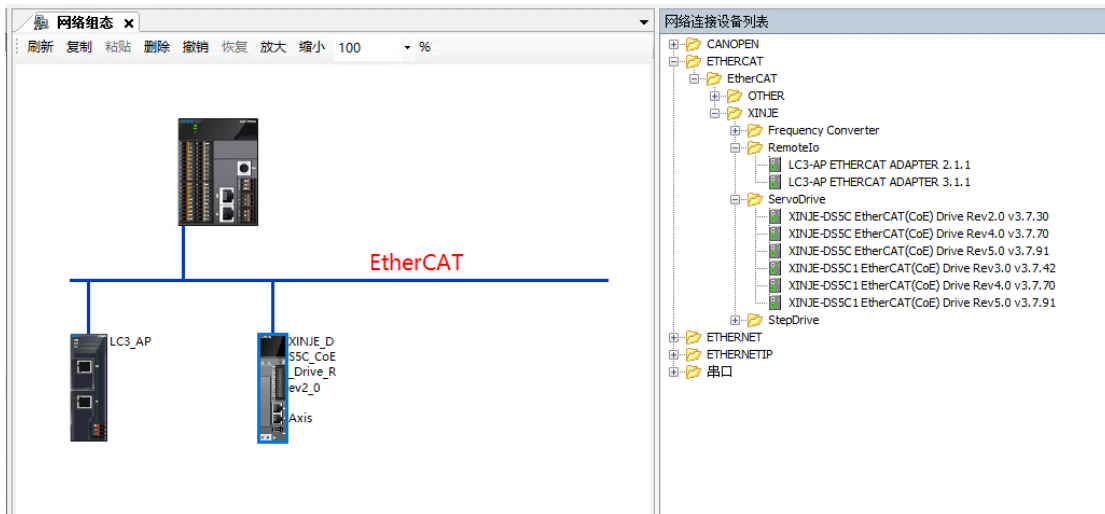 网络组态
刷新 复制 粘贴 删除 撤销 恢复 放大 缩小 100 %
EtherCAT
LC3_AP
XINJE_D
S5C_CoE
_Drive_R
ev2_0
Axis
网络连接设备列表
CANOPEN
ETHERCAT
EtherCAT
OTHER
XINJE
Frequency Converter
RemoteIo
LC3-AP ETHERCAT ADAPTER 2.1.1
LC3-AP ETHERCAT ADAPTER 3.1.1
ServoDrive
XINJE-DS5C EtherCAT(CoE) Drive Rev2.0 v3.7.30
XINJE-DS5C EtherCAT(CoE) Drive Rev4.0 v3.7.70
XINJE-DS5C EtherCAT(CoE) Drive Rev5.0 v3.7.91
XINJE-DS5C1 EtherCAT(CoE) Drive Rev3.0 v3.7.42
XINJE-DS5C1 EtherCAT(CoE) Drive Rev4.0 v3.7.70
XINJE-DS5C1 EtherCAT(CoE) Drive Rev5.0 v3.7.91
StepDrive
ETHERNET
ETHERNETIP
串口